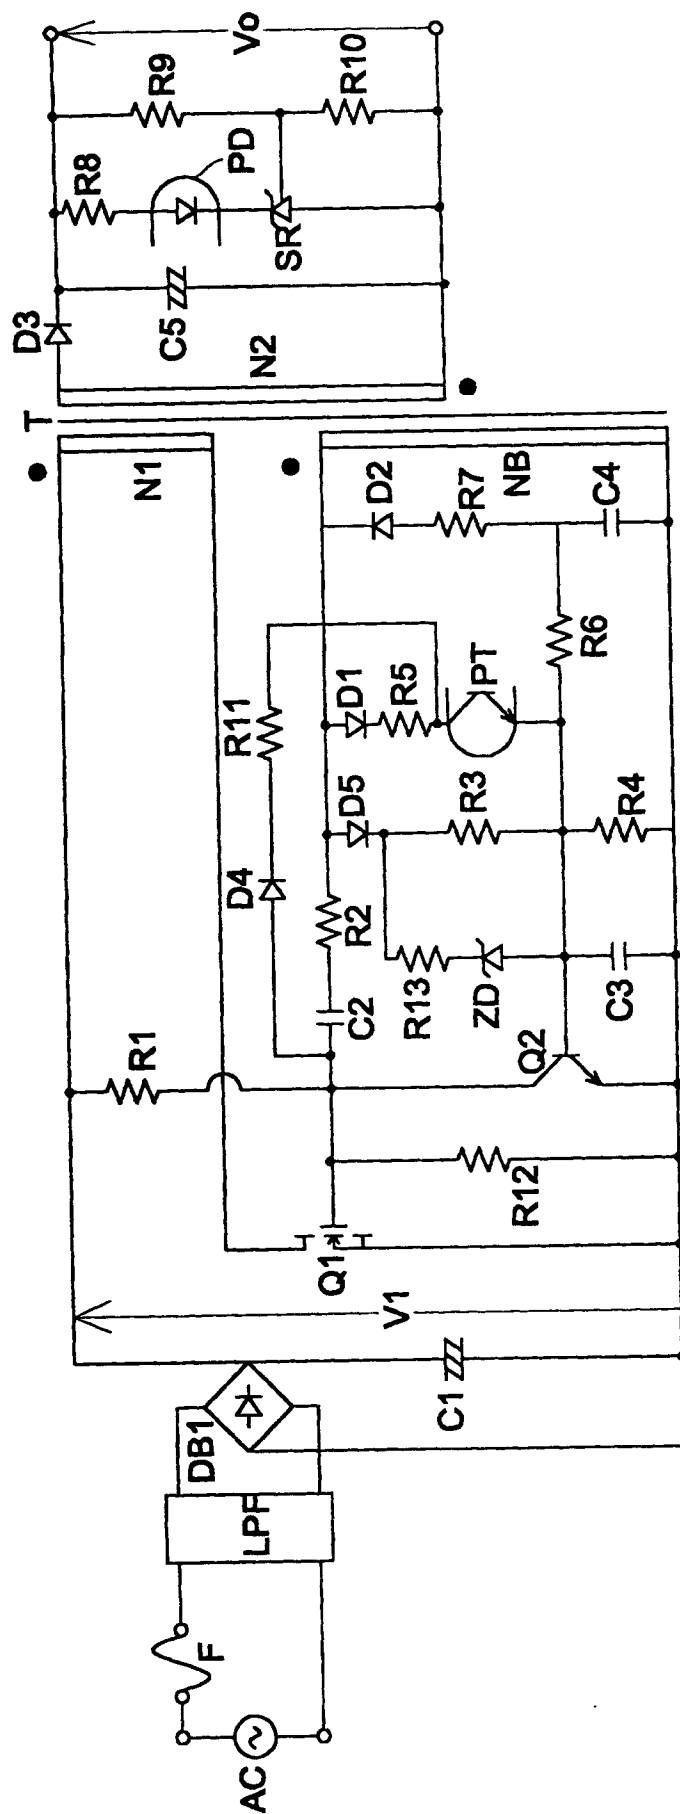 AC
F
LPF
DB1
C1
V1
Q1
R12
R1
Q2
C2
R2
D4
R11
R13
ZD
C3
D5
R3
R4
D1
R5
PT
R6
D2
R7
C4
NB
N1
T
N2
D3
C5
R8
PD
SR
R9
R10
Vo